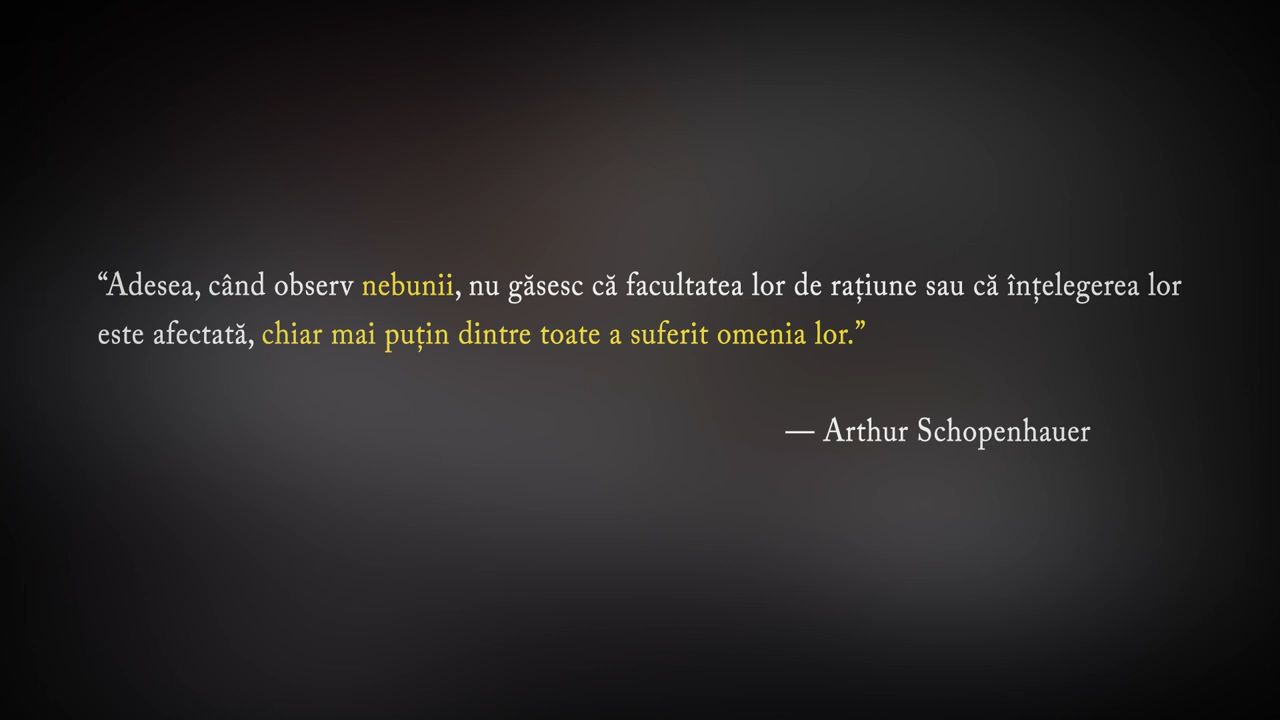 “Adesea, când observ nebunii, nu găsesc că facultatea lor de rațiune sau că înțelegerea lor
este afectată, chiar mai puțin dintre toate a suferit omenia lor.”
— Arthur Schopenhauer